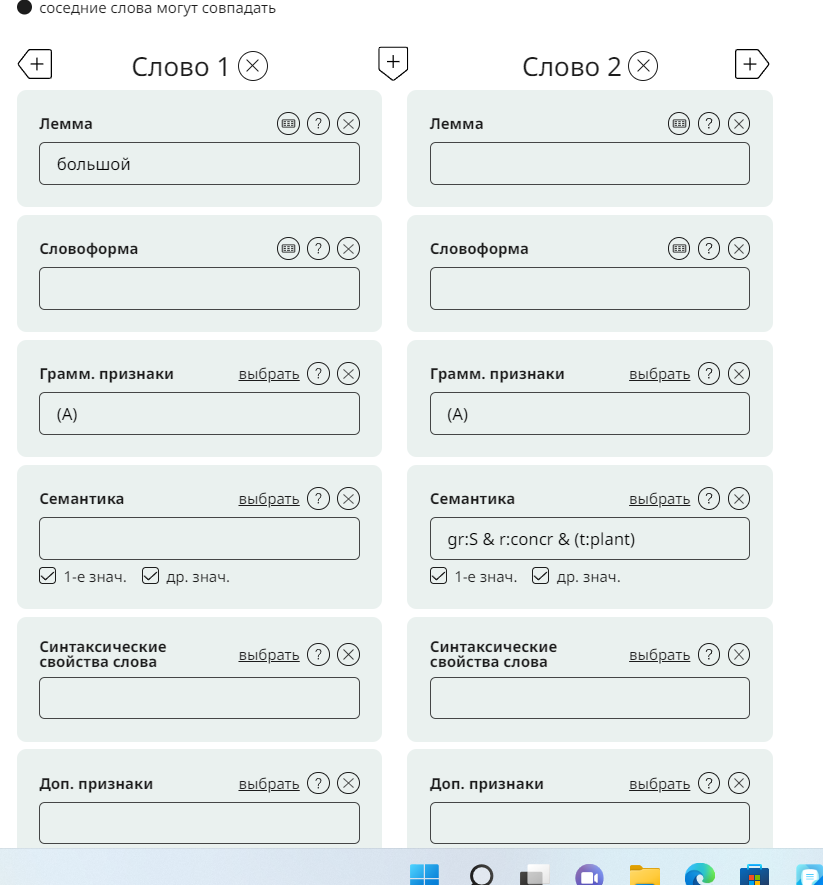 соседние слова могут совпадать
Слово 1
Слово 2
Лемма
Лемма
большой
Словоформа
Словоформа
Грамм. признаки выбрать ?
Грамм. признаки выбрать ?
(A)
(A)
Семантика выбрать ?
Семантика выбрать ?
gr:S & r:concr & (t:plant)
1-е знач. др. знач.
1-е знач. др. знач.
Синтаксические
свойства слова
выбрать ?
Синтаксические
свойства слова
выбрать ?
Доп. признаки выбрать ?
Доп. признаки выбрать ?